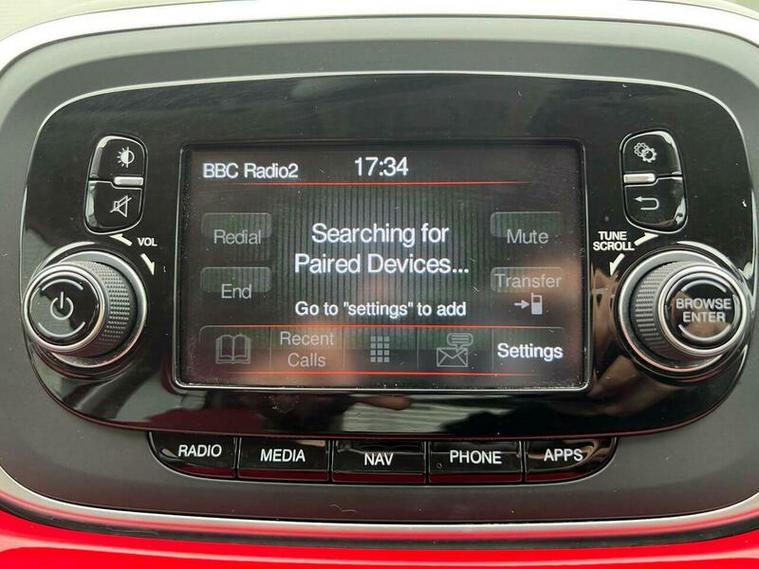 BBC Radio2 17:34
VOL
TUNE
SCROLL
Redial
Searching for
Paired Devices...
Mute
End
Transfer
Go to "settings" to add
Recent
Calls
Settings
BROWSE
ENTER
RADIO
MEDIA
NAV
PHONE
APPS